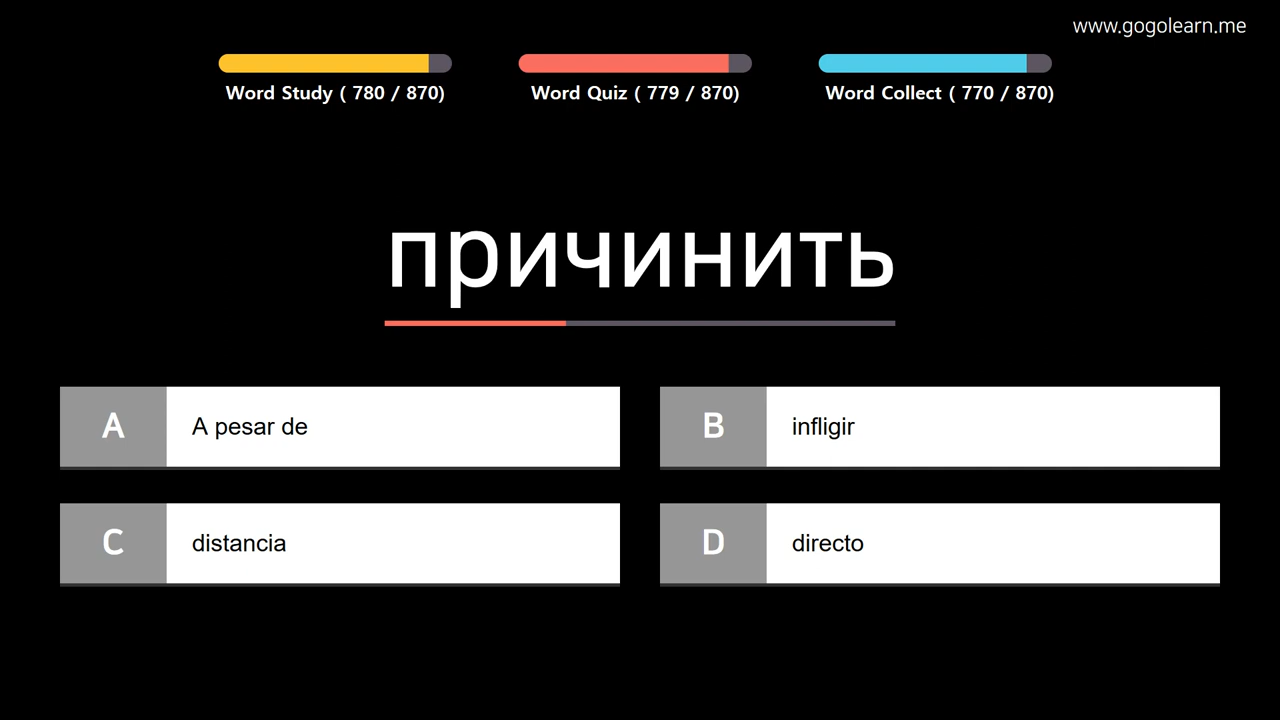 www.gogolearn.me
Word Study ( 780 / 870)
Word Quiz ( 779 / 870)
Word Collect ( 770 / 870)
причинить
A
A pesar de
B
infligir
C
distancia
D
directo